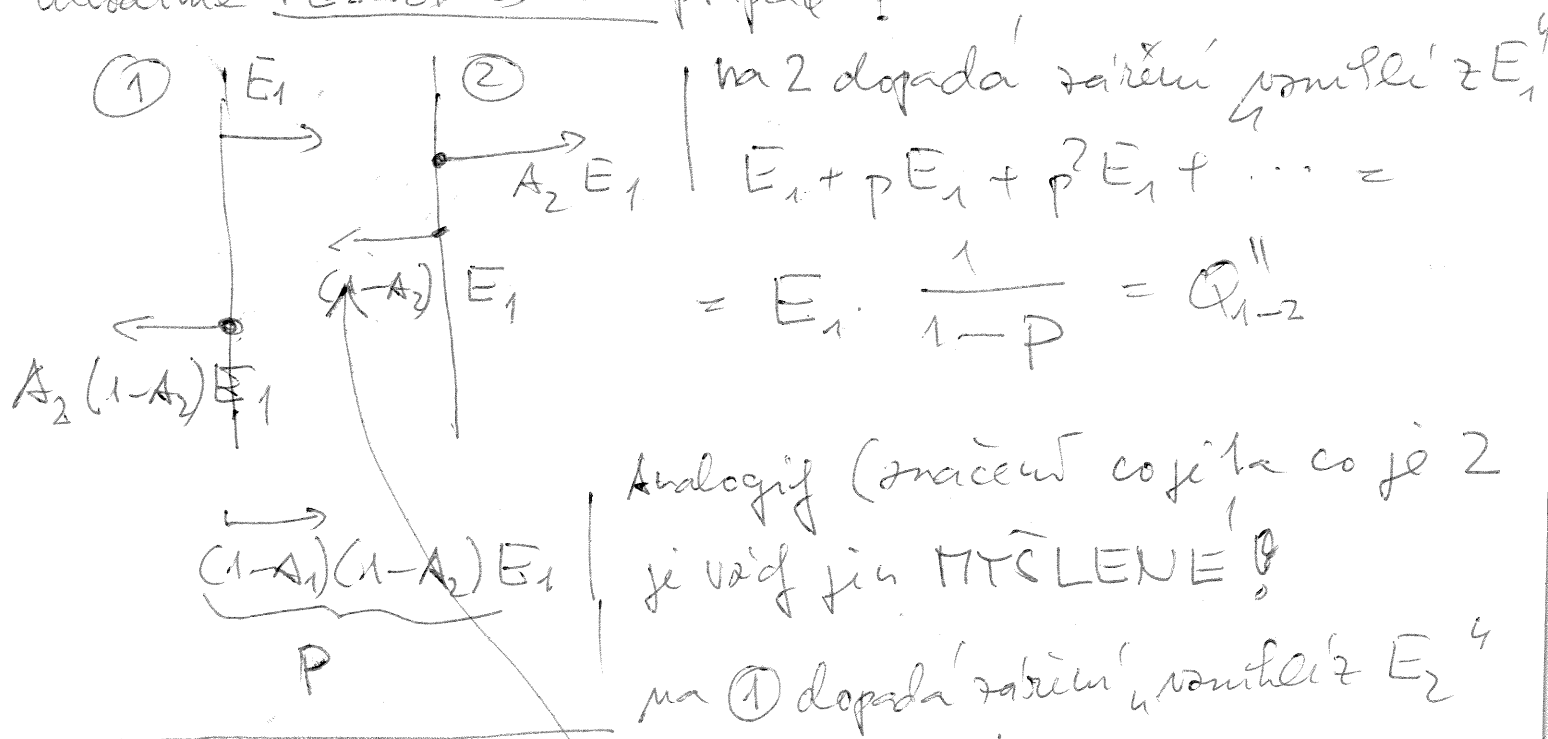 ① E₁ ②
A₂ E₁
(1-A₂) E₁
A₂ (1-A₂) E₁
(1-A₁)(1-A₂) E₁
P
na 2 dopadá záření „vzniklé z E₁"
E₁ + pE₁ + p²E₁ + ... =
= E₁ · 1/(1-P) = Q''₁₋₂
Analogicky (značení co je 1 a co je 2
je vždy jen MYŠLENÉ!
na ① dopadá záření „vzniklé z E₂"